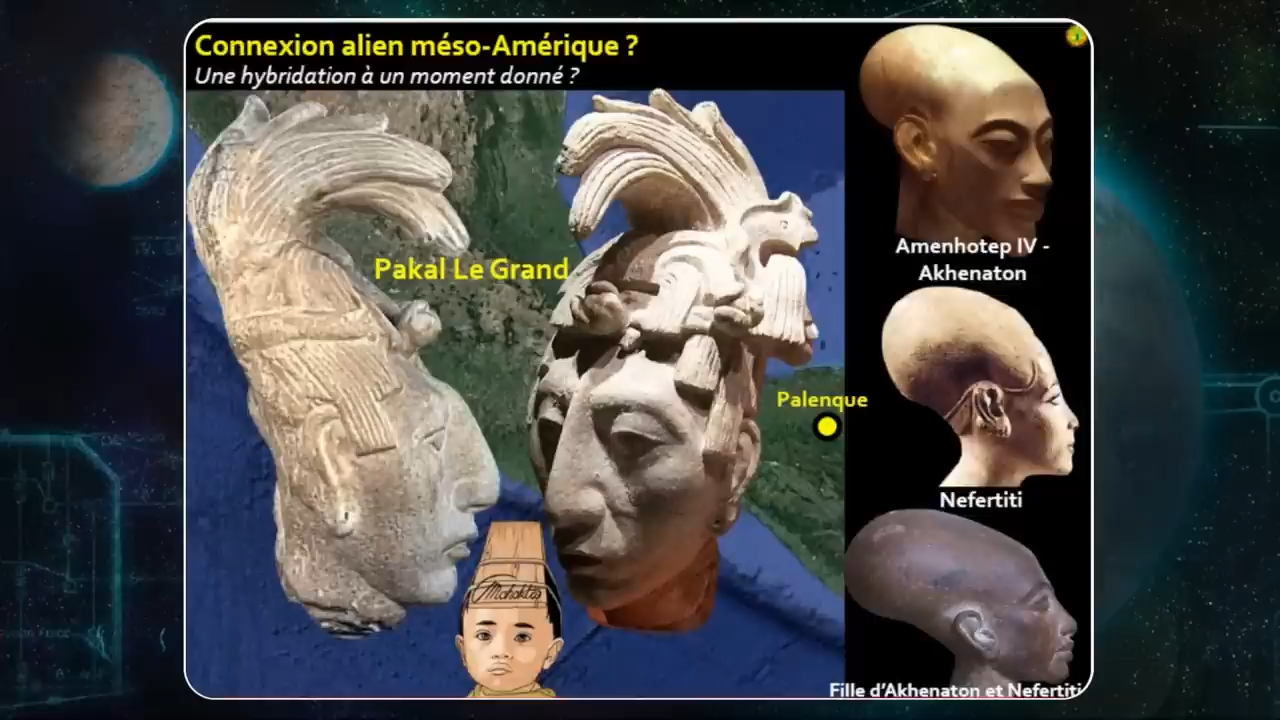 Connexion alien méso-Amérique ?
Une hybridation à un moment donné ?
Pakal Le Grand
Palenque
Amenhotep IV -
Akhenaton
Nefertiti
Fille d'Akhenaton et Nefertiti